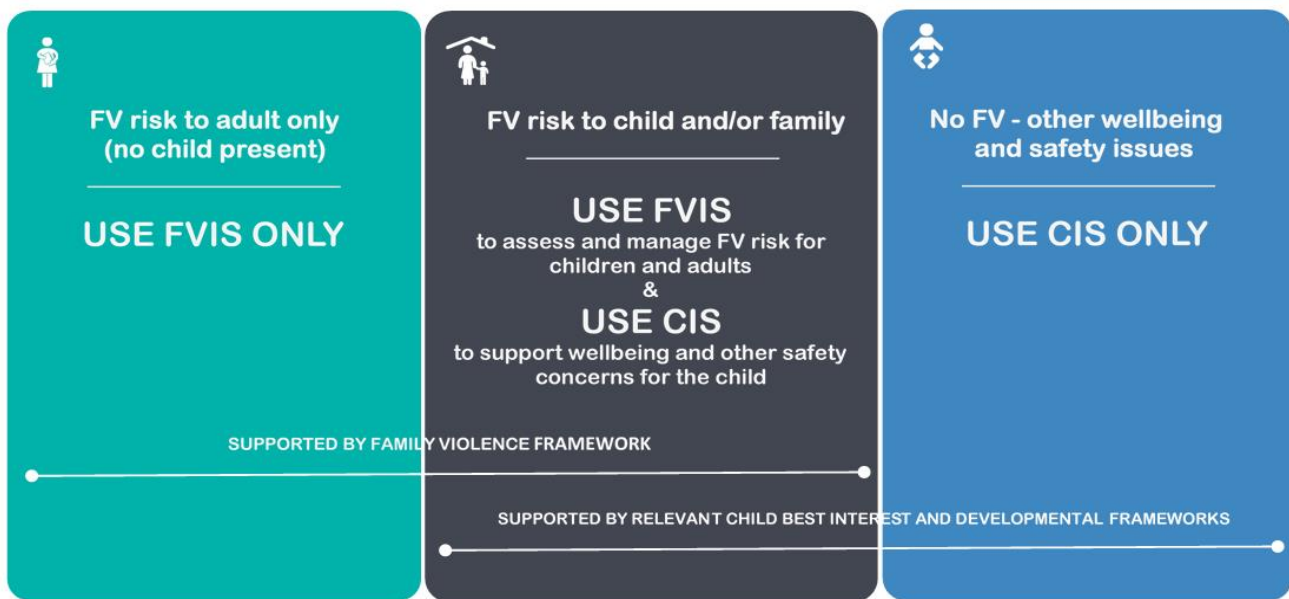 FV risk to adult only
(no child present)
USE FVIS ONLY
FV risk to child and/or family
USE FVIS
to assess and manage FV risk for
children and adults
&
USE CIS
to support wellbeing and other safety
concerns for the child
No FV - other wellbeing
and safety issues
USE CIS ONLY
SUPPORTED BY FAMILY VIOLENCE FRAMEWORK
SUPPORTED BY RELEVANT CHILD BEST INTEREST AND DEVELOPMENTAL FRAMEWORKS